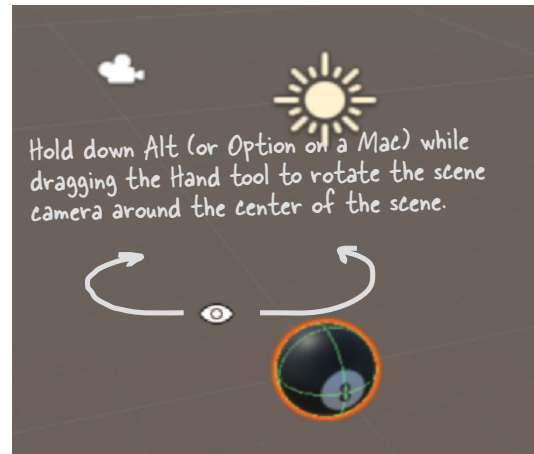 Hold down Alt (or Option on a Mac) while
dragging the Hand tool to rotate the scene
camera around the center of the scene.
8